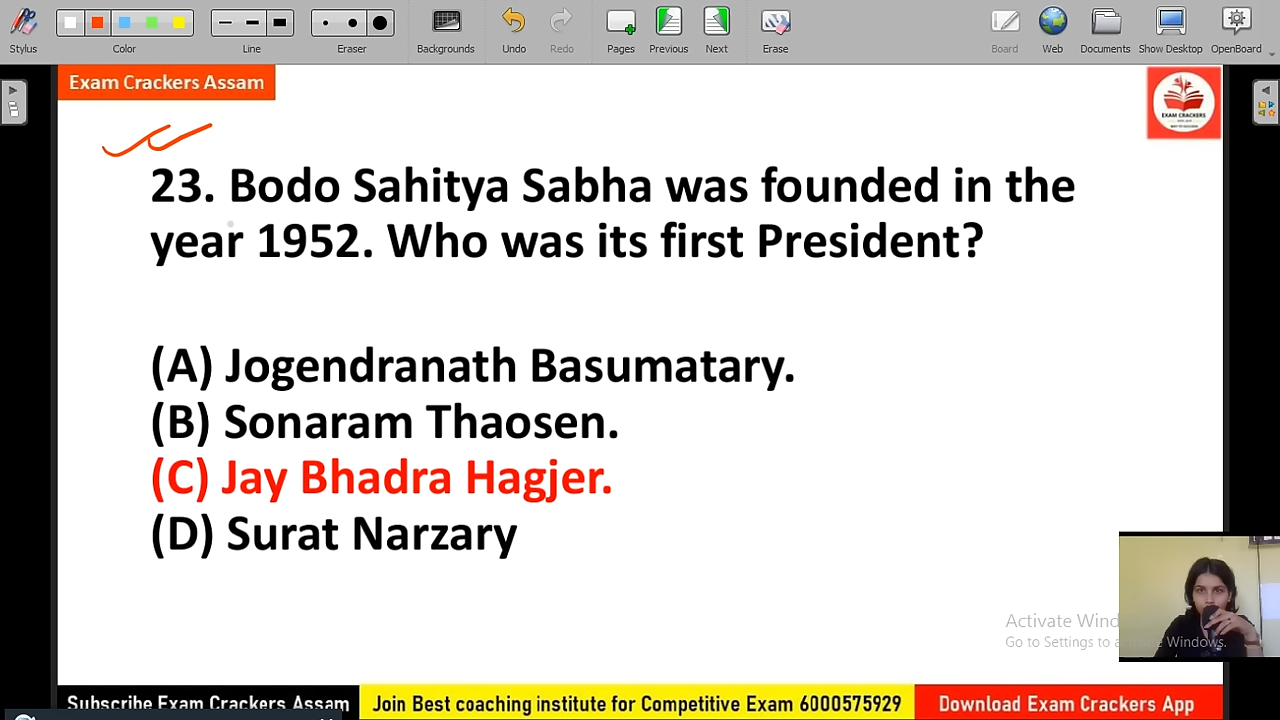 Stylus
Color
Line
Eraser
Backgrounds
Undo
Redo
Pages
Previous
Next
Erase
Board
Web
Documents
Show Desktop
OpenBoard
Exam Crackers Assam
EXAM CRACKERS
23. Bodo Sahitya Sabha was founded in the
year 1952. Who was its first President?
(A) Jogendranath Basumatary.
(B) Sonaram Thaosen.
(C) Jay Bhadra Hagjer.
(D) Surat Narzary
Activate Wind
Go to Settings to activate Windows.
Subscribe Exam Crackers Assam
Join Best coaching institute for Competitive Exam 6000575929
Download Exam Crackers App